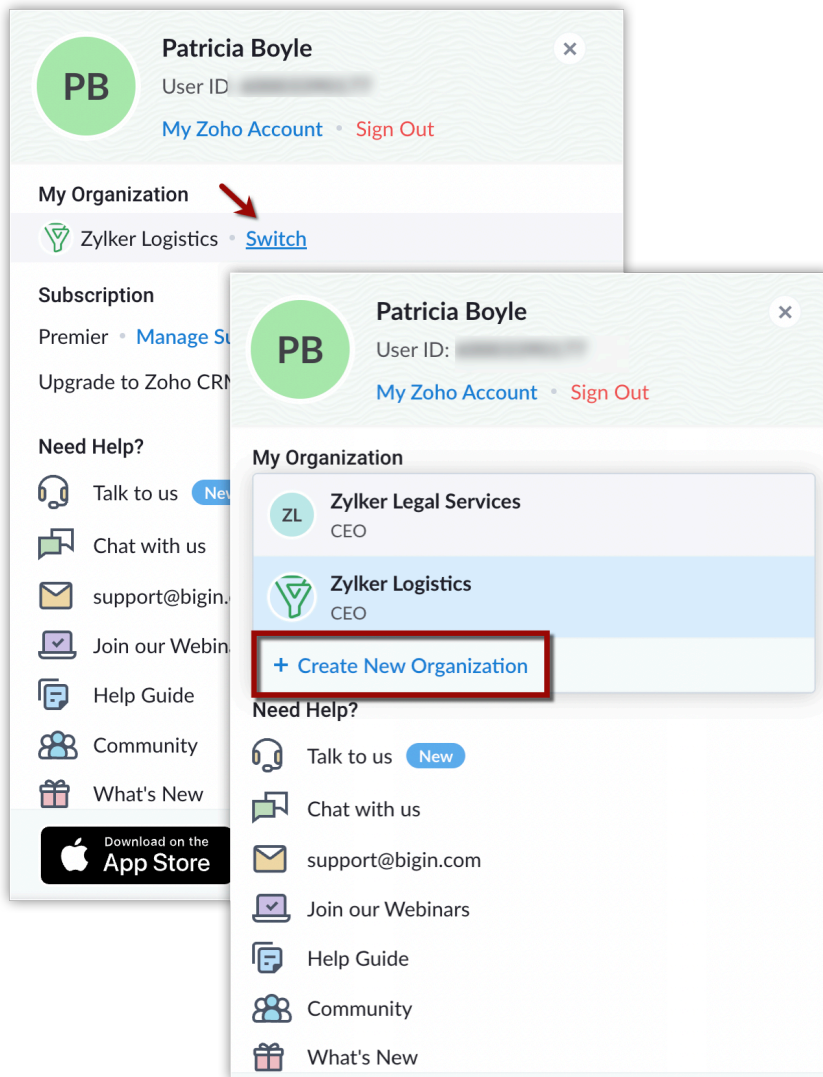 PB
Patricia Boyle
User ID
My Zoho Account • Sign Out
My Organization
Zylker Logistics • Switch
Subscription
Premier • Manage
Upgrade to Zoho
Need Help?
Talk to us
Chat with us
support@bigin.
Join our
Help Guide
Community
What's New
Download on the
App Store
PB
Patricia Boyle
User ID:
My Zoho Account • Sign Out
My Organization
ZL
Zylker Legal Services
CEO
Zylker Logistics
CEO
+ Create New Organization
Need Help?
Talk to us New
Chat with us
support@bigin.com
Join our Webinars
Help Guide
Community
What's New